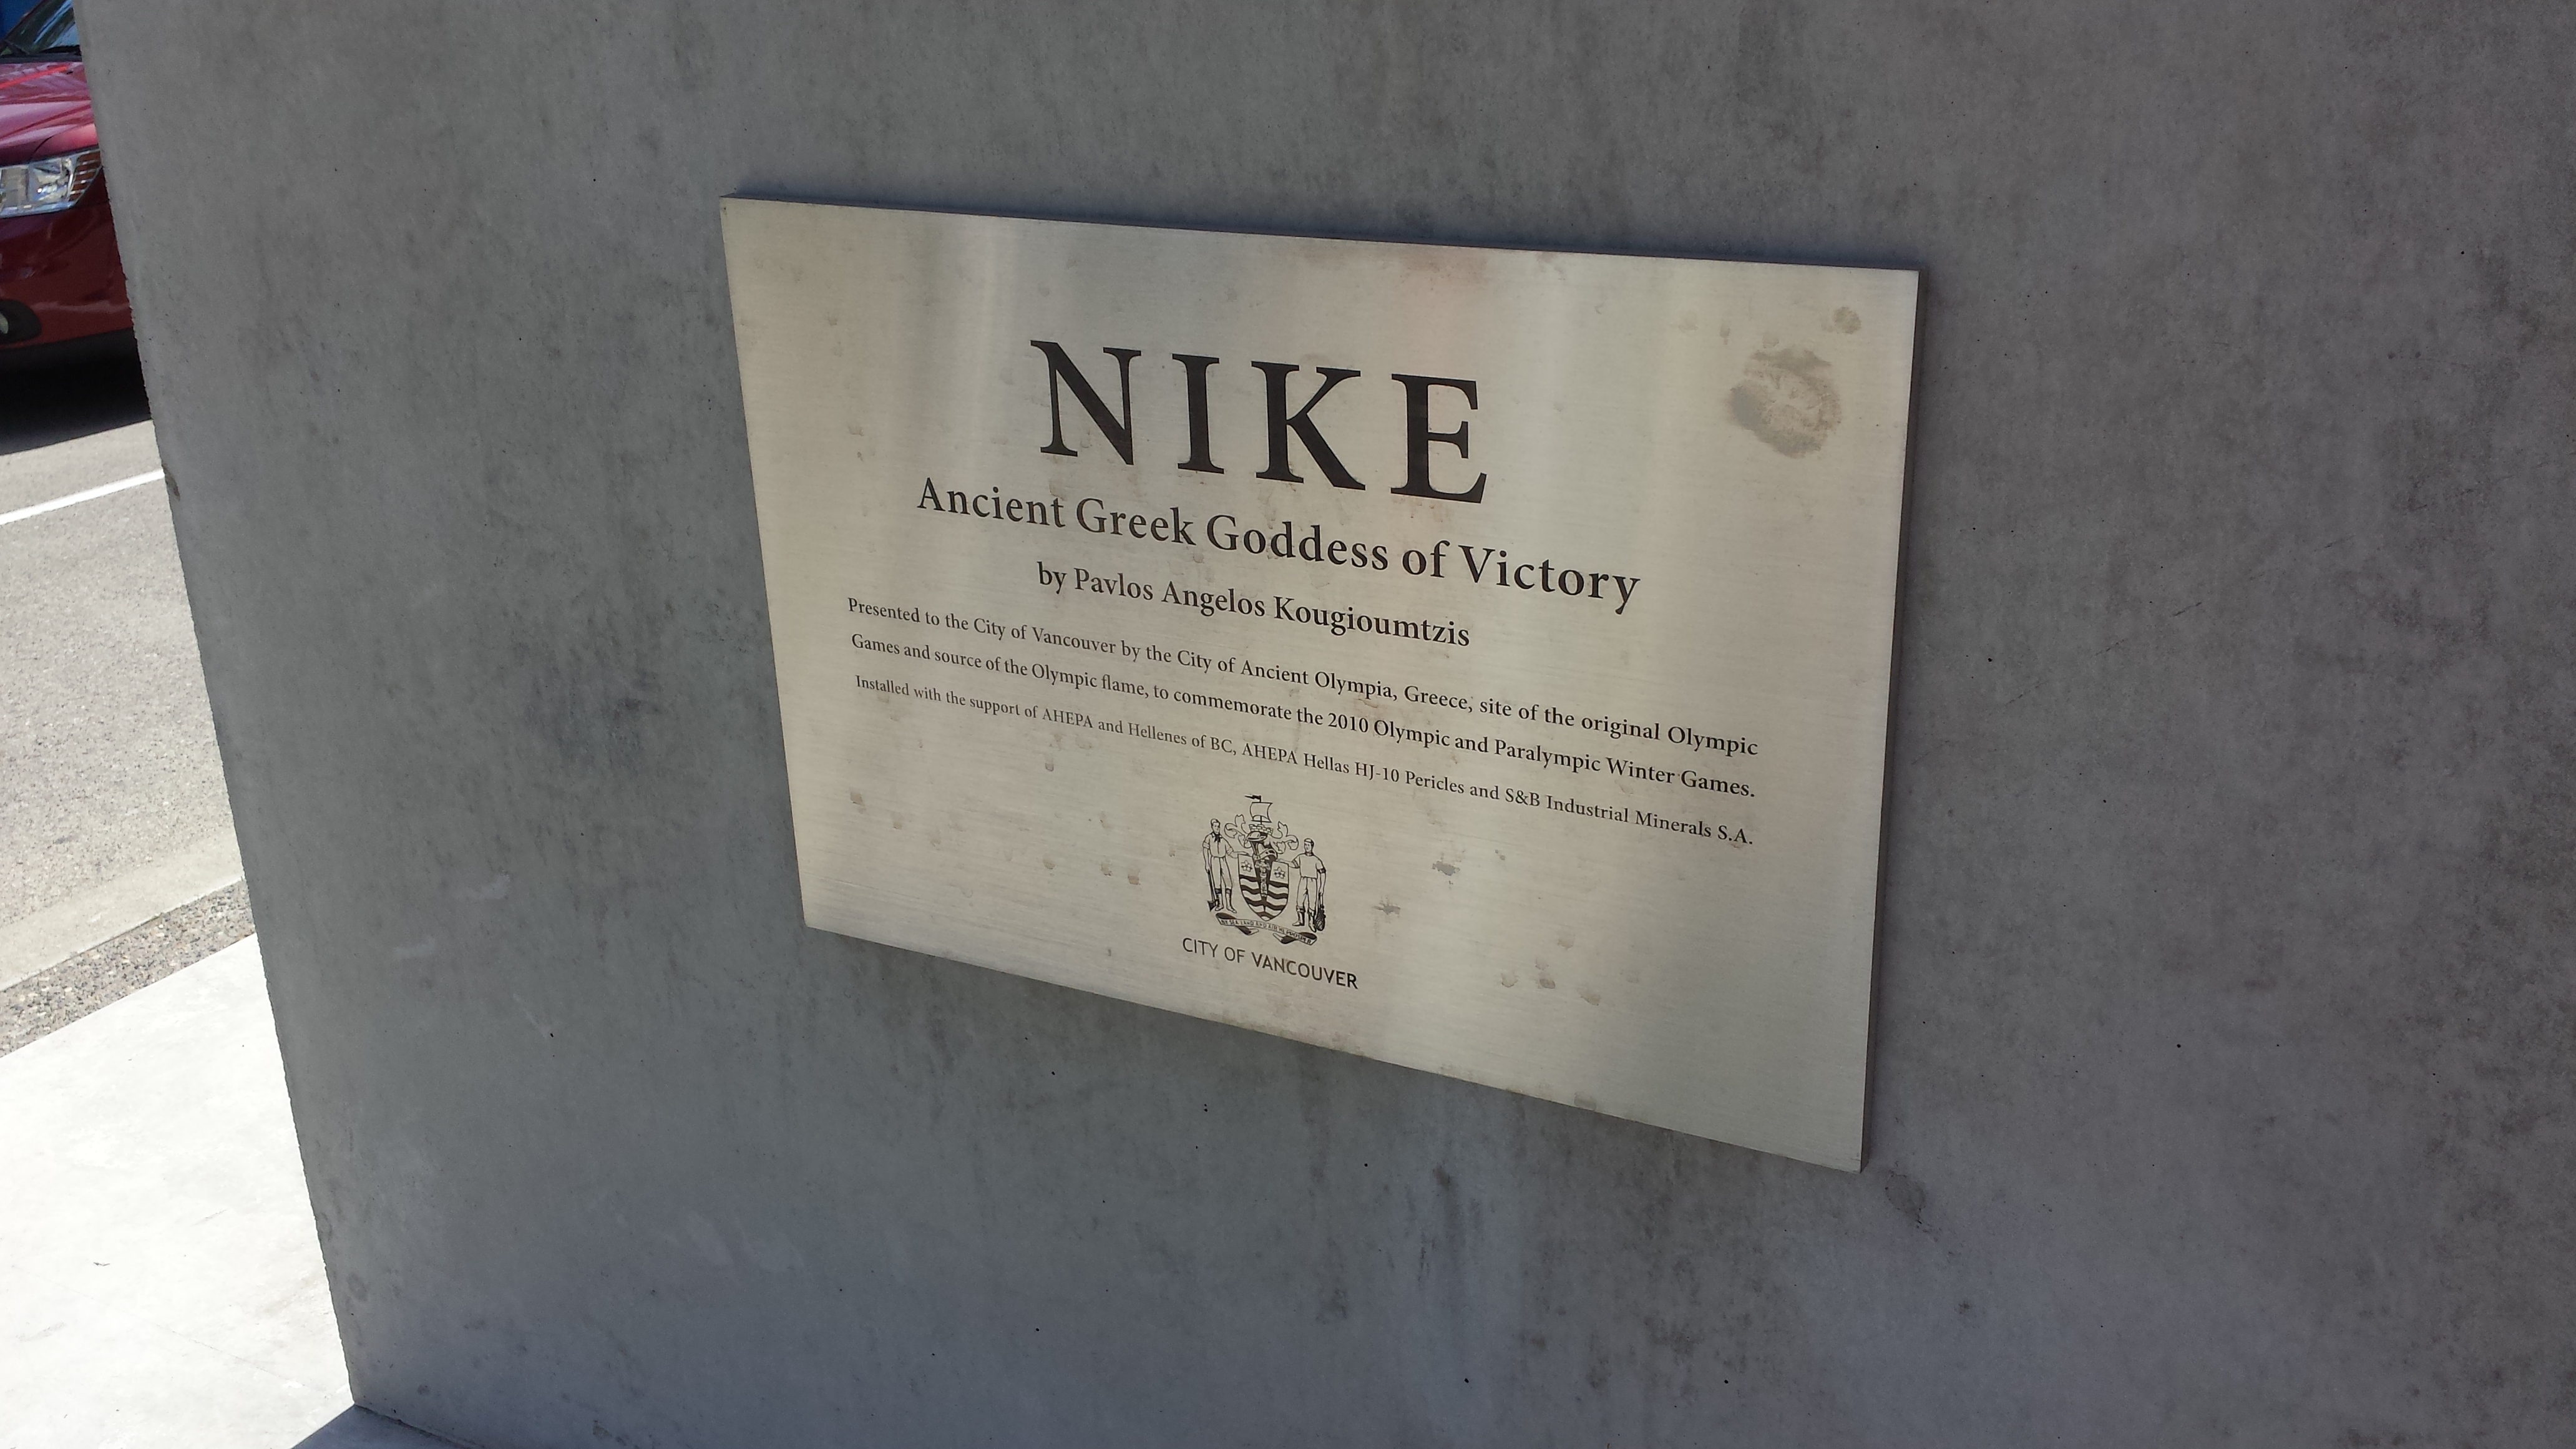 NIKE
Ancient Greek Goddess of Victory
by Pavlos Angelos Kougioumtzis
Presented to the City of Vancouver by the City of Ancient Olympia, Greece, site of the original Olympic
Games and source of the Olympic flame, to commemorate the 2010 Olympic and Paralympic Winter Games.
Installed with the support of AHEPA and Hellenes of BC, AHEPA Hellas HJ-10 Pericles and S&B Industrial Minerals S.A.
CITY OF VANCOUVER